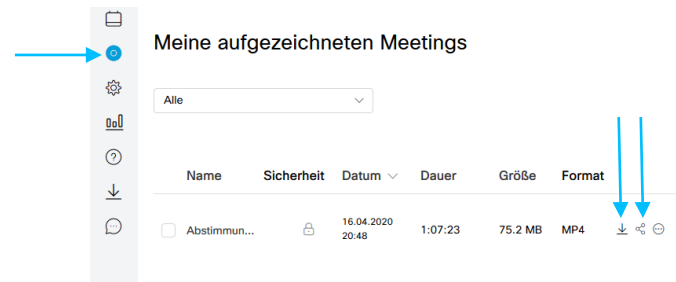 Meine aufgezeichneten Meetings
Alle
Name Sicherheit Datum Dauer Größe Format
Abstimmun... 16.04.2020 20:48 1:07:23 75.2 MB MP4